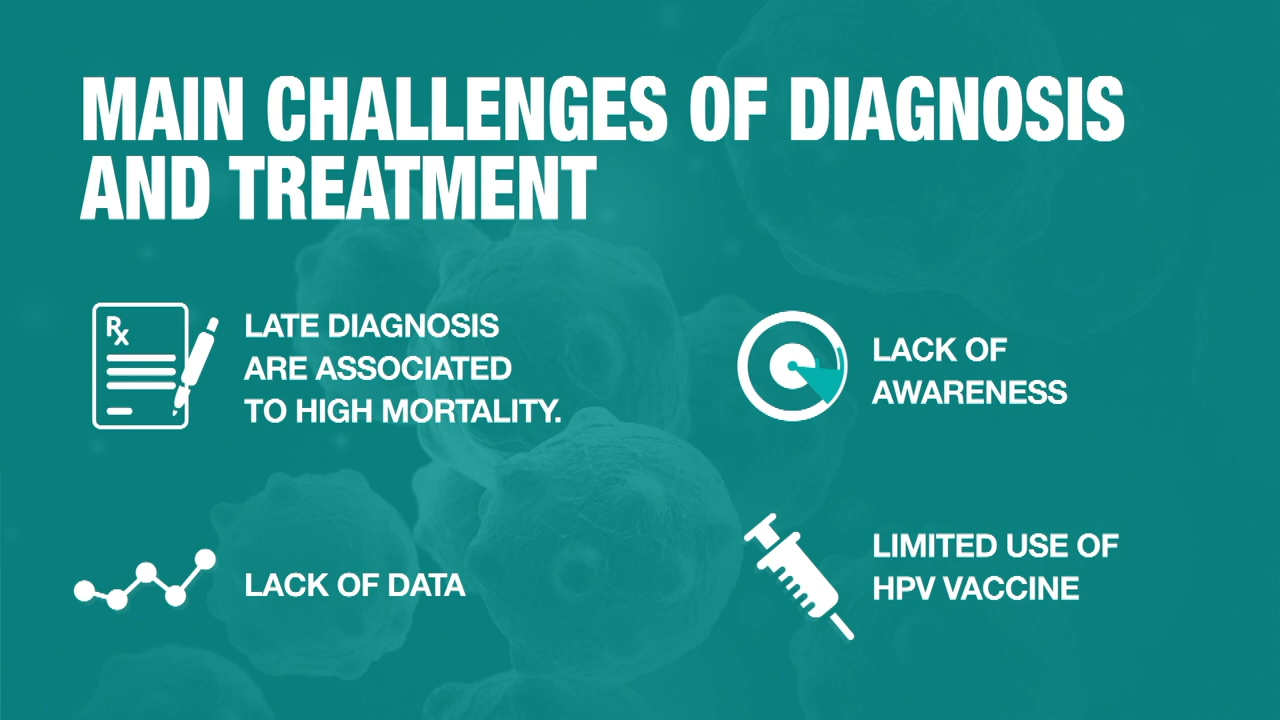 MAIN CHALLENGES OF DIAGNOSIS
AND TREATMENT
Rx
LATE DIAGNOSIS
ARE ASSOCIATED
TO HIGH MORTALITY.
LACK OF
AWARENESS
LACK OF DATA
LIMITED USE OF
HPV VACCINE